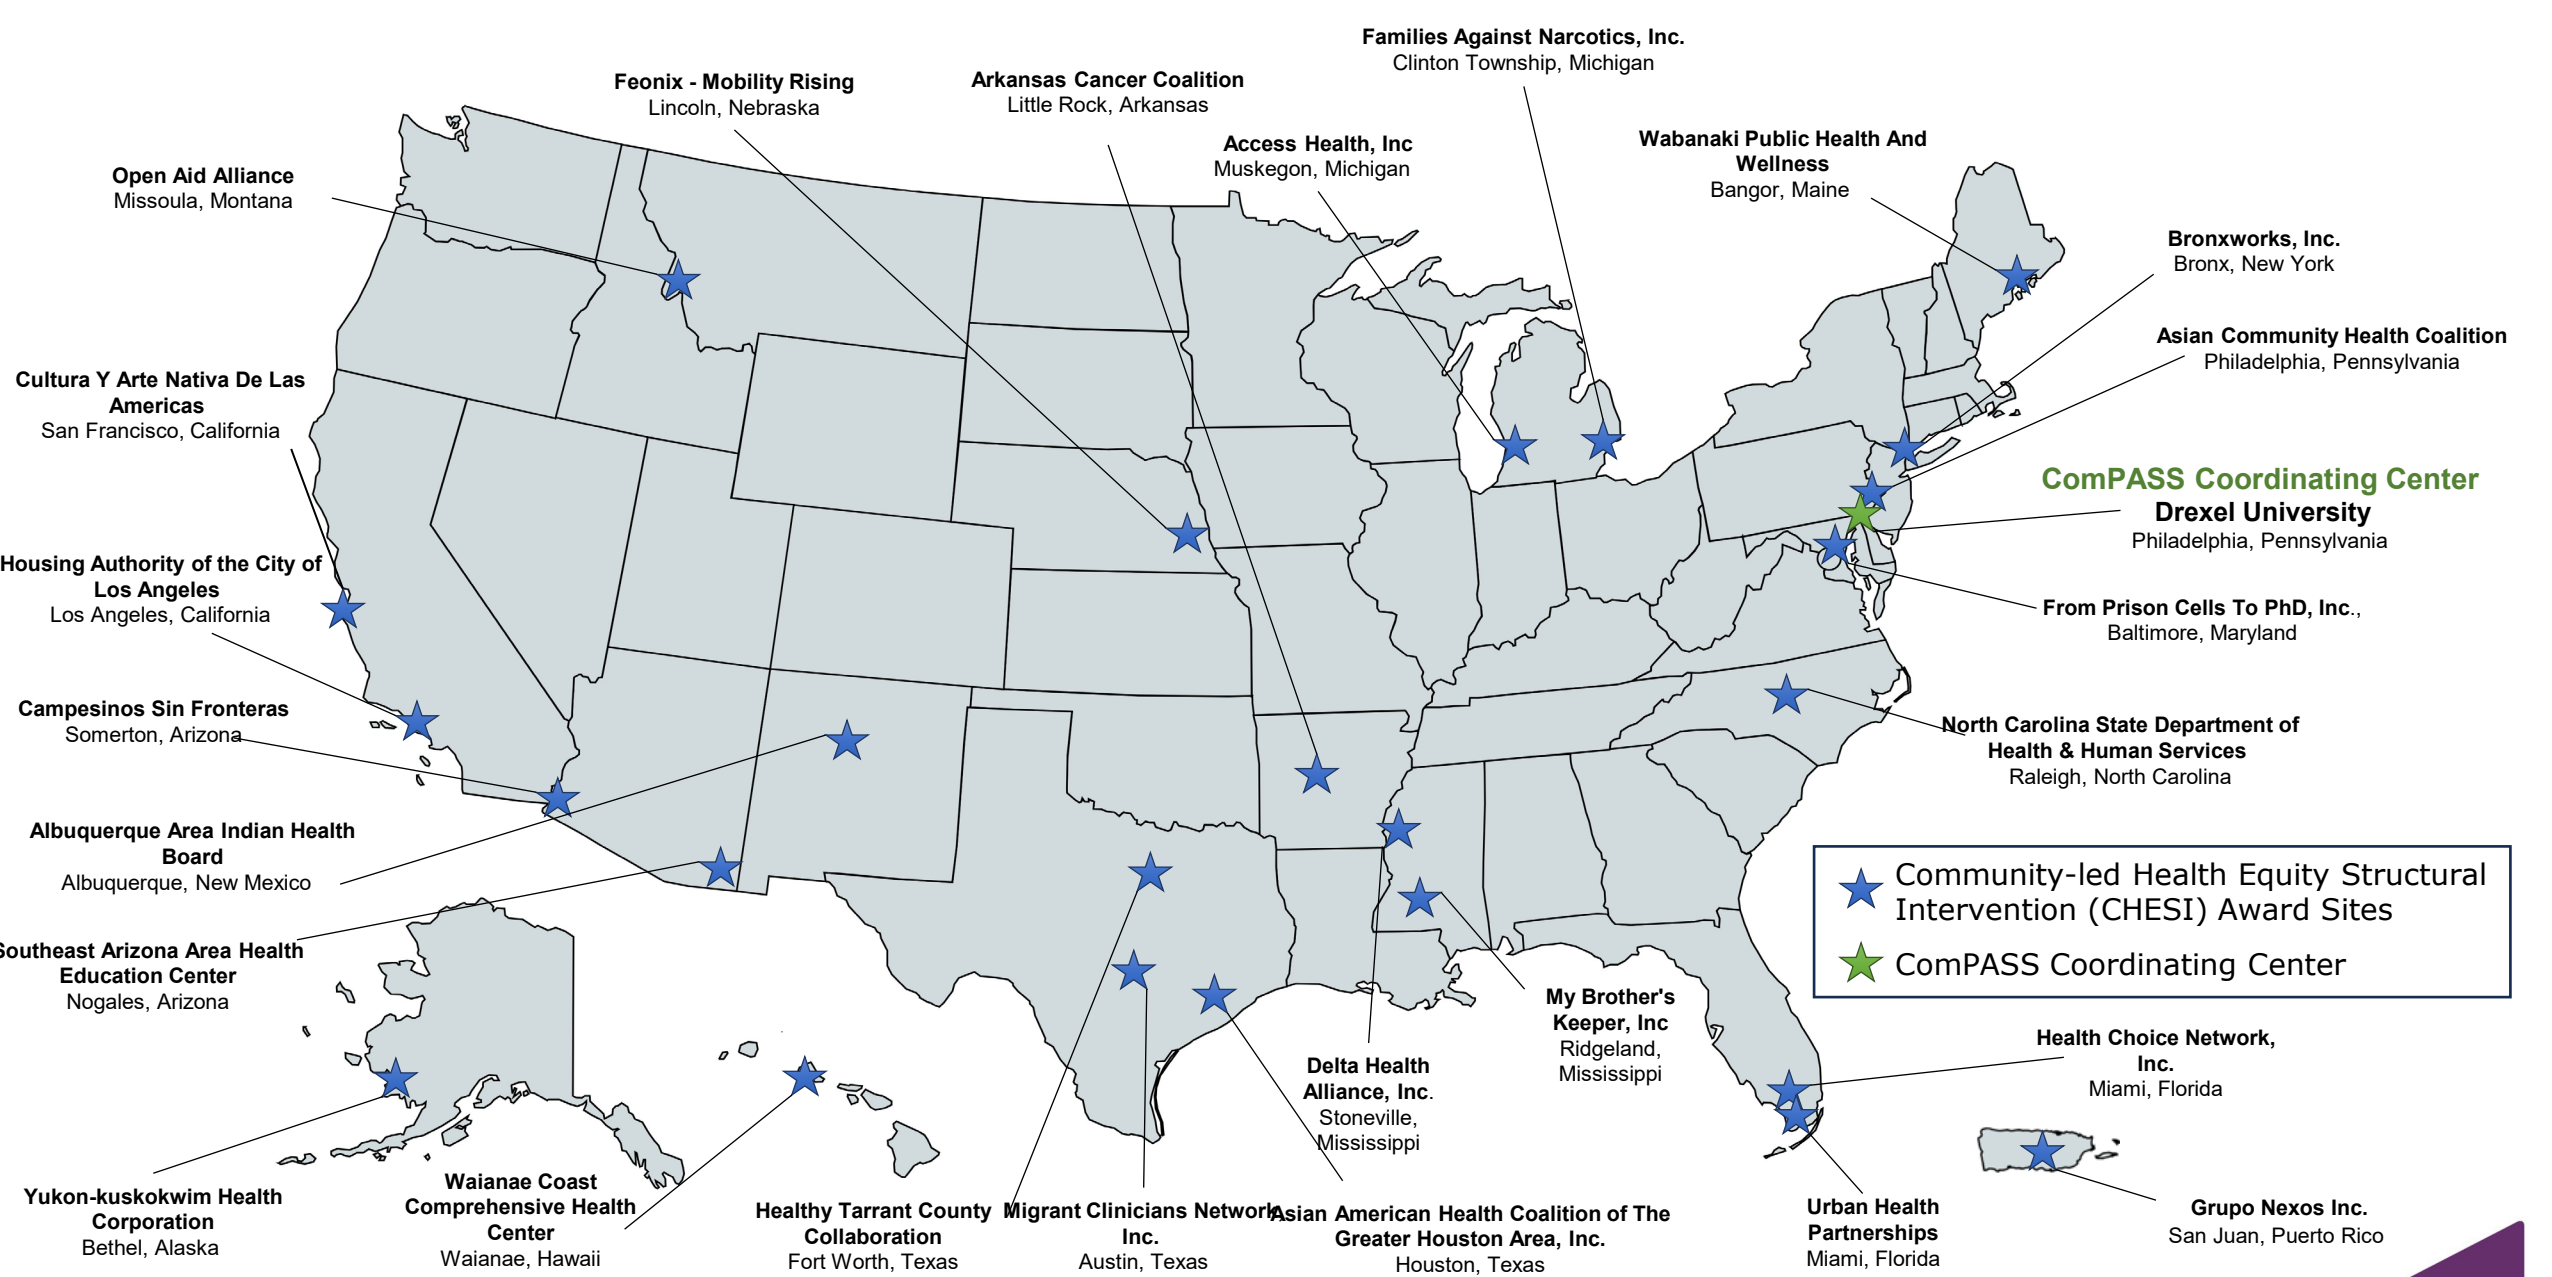 Families Against Narcotics, Inc.
Clinton Township, Michigan
Feonix - Mobility Rising
Lincoln, Nebraska
Arkansas Cancer Coalition
Little Rock, Arkansas
Access Health, Inc
Muskegon, Michigan
Wabanaki Public Health And
Wellness
Bangor, Maine
Open Aid Alliance
Missoula, Montana
Bronxworks, Inc.
Bronx, New York
Asian Community Health Coalition
Philadelphia, Pennsylvania
Cultura Y Arte Nativa De Las
Americas
San Francisco, California
ComPASS Coordinating Center
Drexel University
Philadelphia, Pennsylvania
Housing Authority of the City of
Los Angeles
Los Angeles, California
From Prison Cells To PhD, Inc.,
Baltimore, Maryland
Campesinos Sin Fronteras
Somerton, Arizona
North Carolina State Department of
Health & Human Services
Raleigh, North Carolina
Albuquerque Area Indian Health
Board
Albuquerque, New Mexico
Community-led Health Equity Structural
Intervention (CHESI) Award Sites
ComPASS Coordinating Center
Southeast Arizona Area Health
Education Center
Nogales, Arizona
My Brother's
Keeper, Inc
Ridgeland,
Mississippi
Delta Health
Alliance, Inc.
Stoneville,
Mississippi
Health Choice Network,
Inc.
Miami, Florida
Yukon-kuskokwim Health
Corporation
Bethel, Alaska
Waianae Coast
Comprehensive Health
Center
Waianae, Hawaii
Healthy Tarrant County
Collaboration
Fort Worth, Texas
Migrant Clinicians Network,
Inc.
Austin, Texas
Asian American Health Coalition of The
Greater Houston Area, Inc.
Houston, Texas
Urban Health
Partnerships
Miami, Florida
Grupo Nexos Inc.
San Juan, Puerto Rico